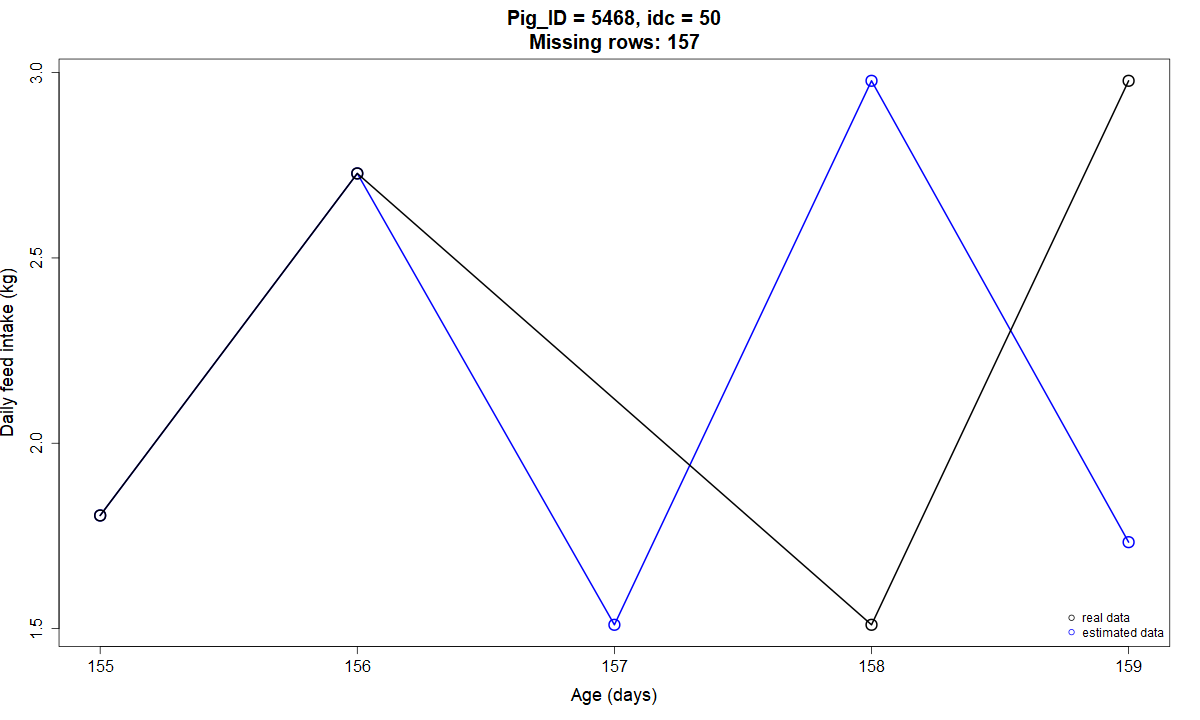 Pig_ID = 5468, idc = 50
Missing rows: 157
3.0
2.5
2.0
1.5
Daily feed intake (kg)
real data
estimated data
155 156 157 158 159
Age (days)